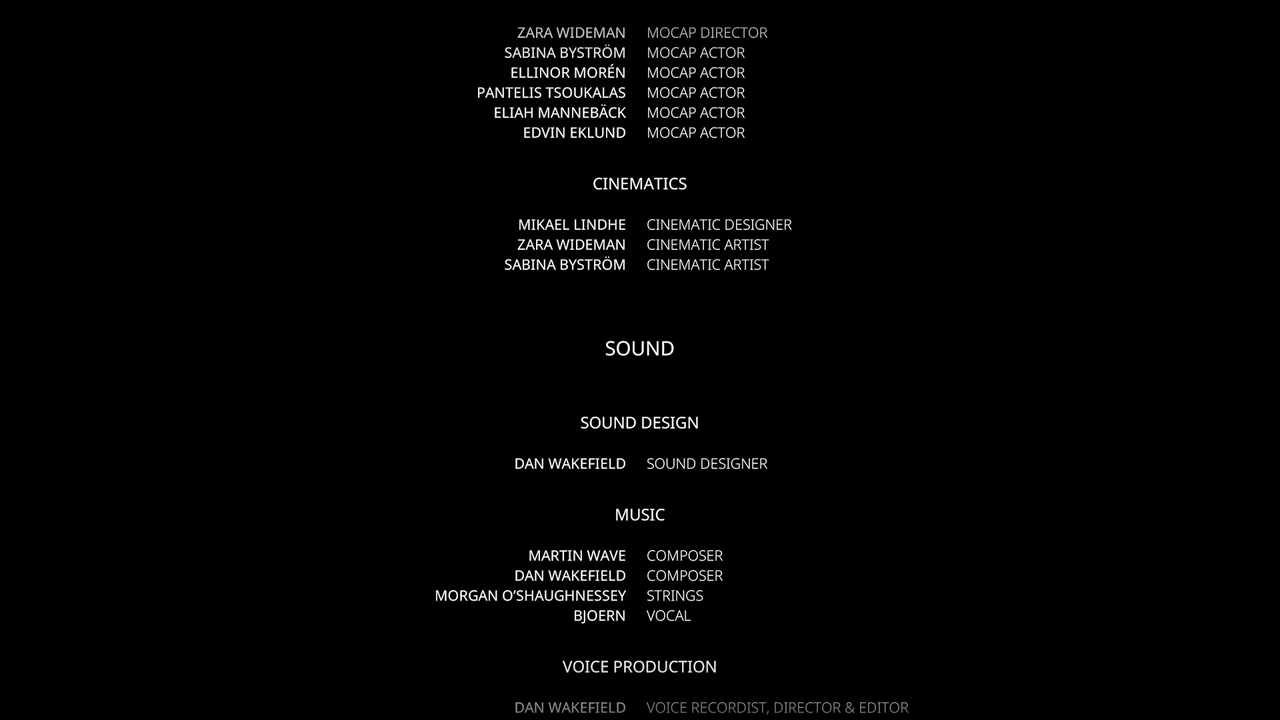 ZARA WIDEMAN MOCAP DIRECTOR
SABINA BYSTRÖM MOCAP ACTOR
ELLINOR MORÉN MOCAP ACTOR
PANTELIS TSOUKALAS MOCAP ACTOR
ELIAH MANNEBÄCK MOCAP ACTOR
EDVIN EKLUND MOCAP ACTOR
CINEMATICS
MIKAEL LINDHE CINEMATIC DESIGNER
ZARA WIDEMAN CINEMATIC ARTIST
SABINA BYSTRÖM CINEMATIC ARTIST
SOUND
SOUND DESIGN
DAN WAKEFIELD SOUND DESIGNER
MUSIC
MARTIN WAVE COMPOSER
DAN WAKEFIELD COMPOSER
MORGAN O’SHAUGHNESSEY STRINGS
BJOERN VOCAL
VOICE PRODUCTION
DAN WAKEFIELD VOICE RECORDIST, DIRECTOR & EDITOR